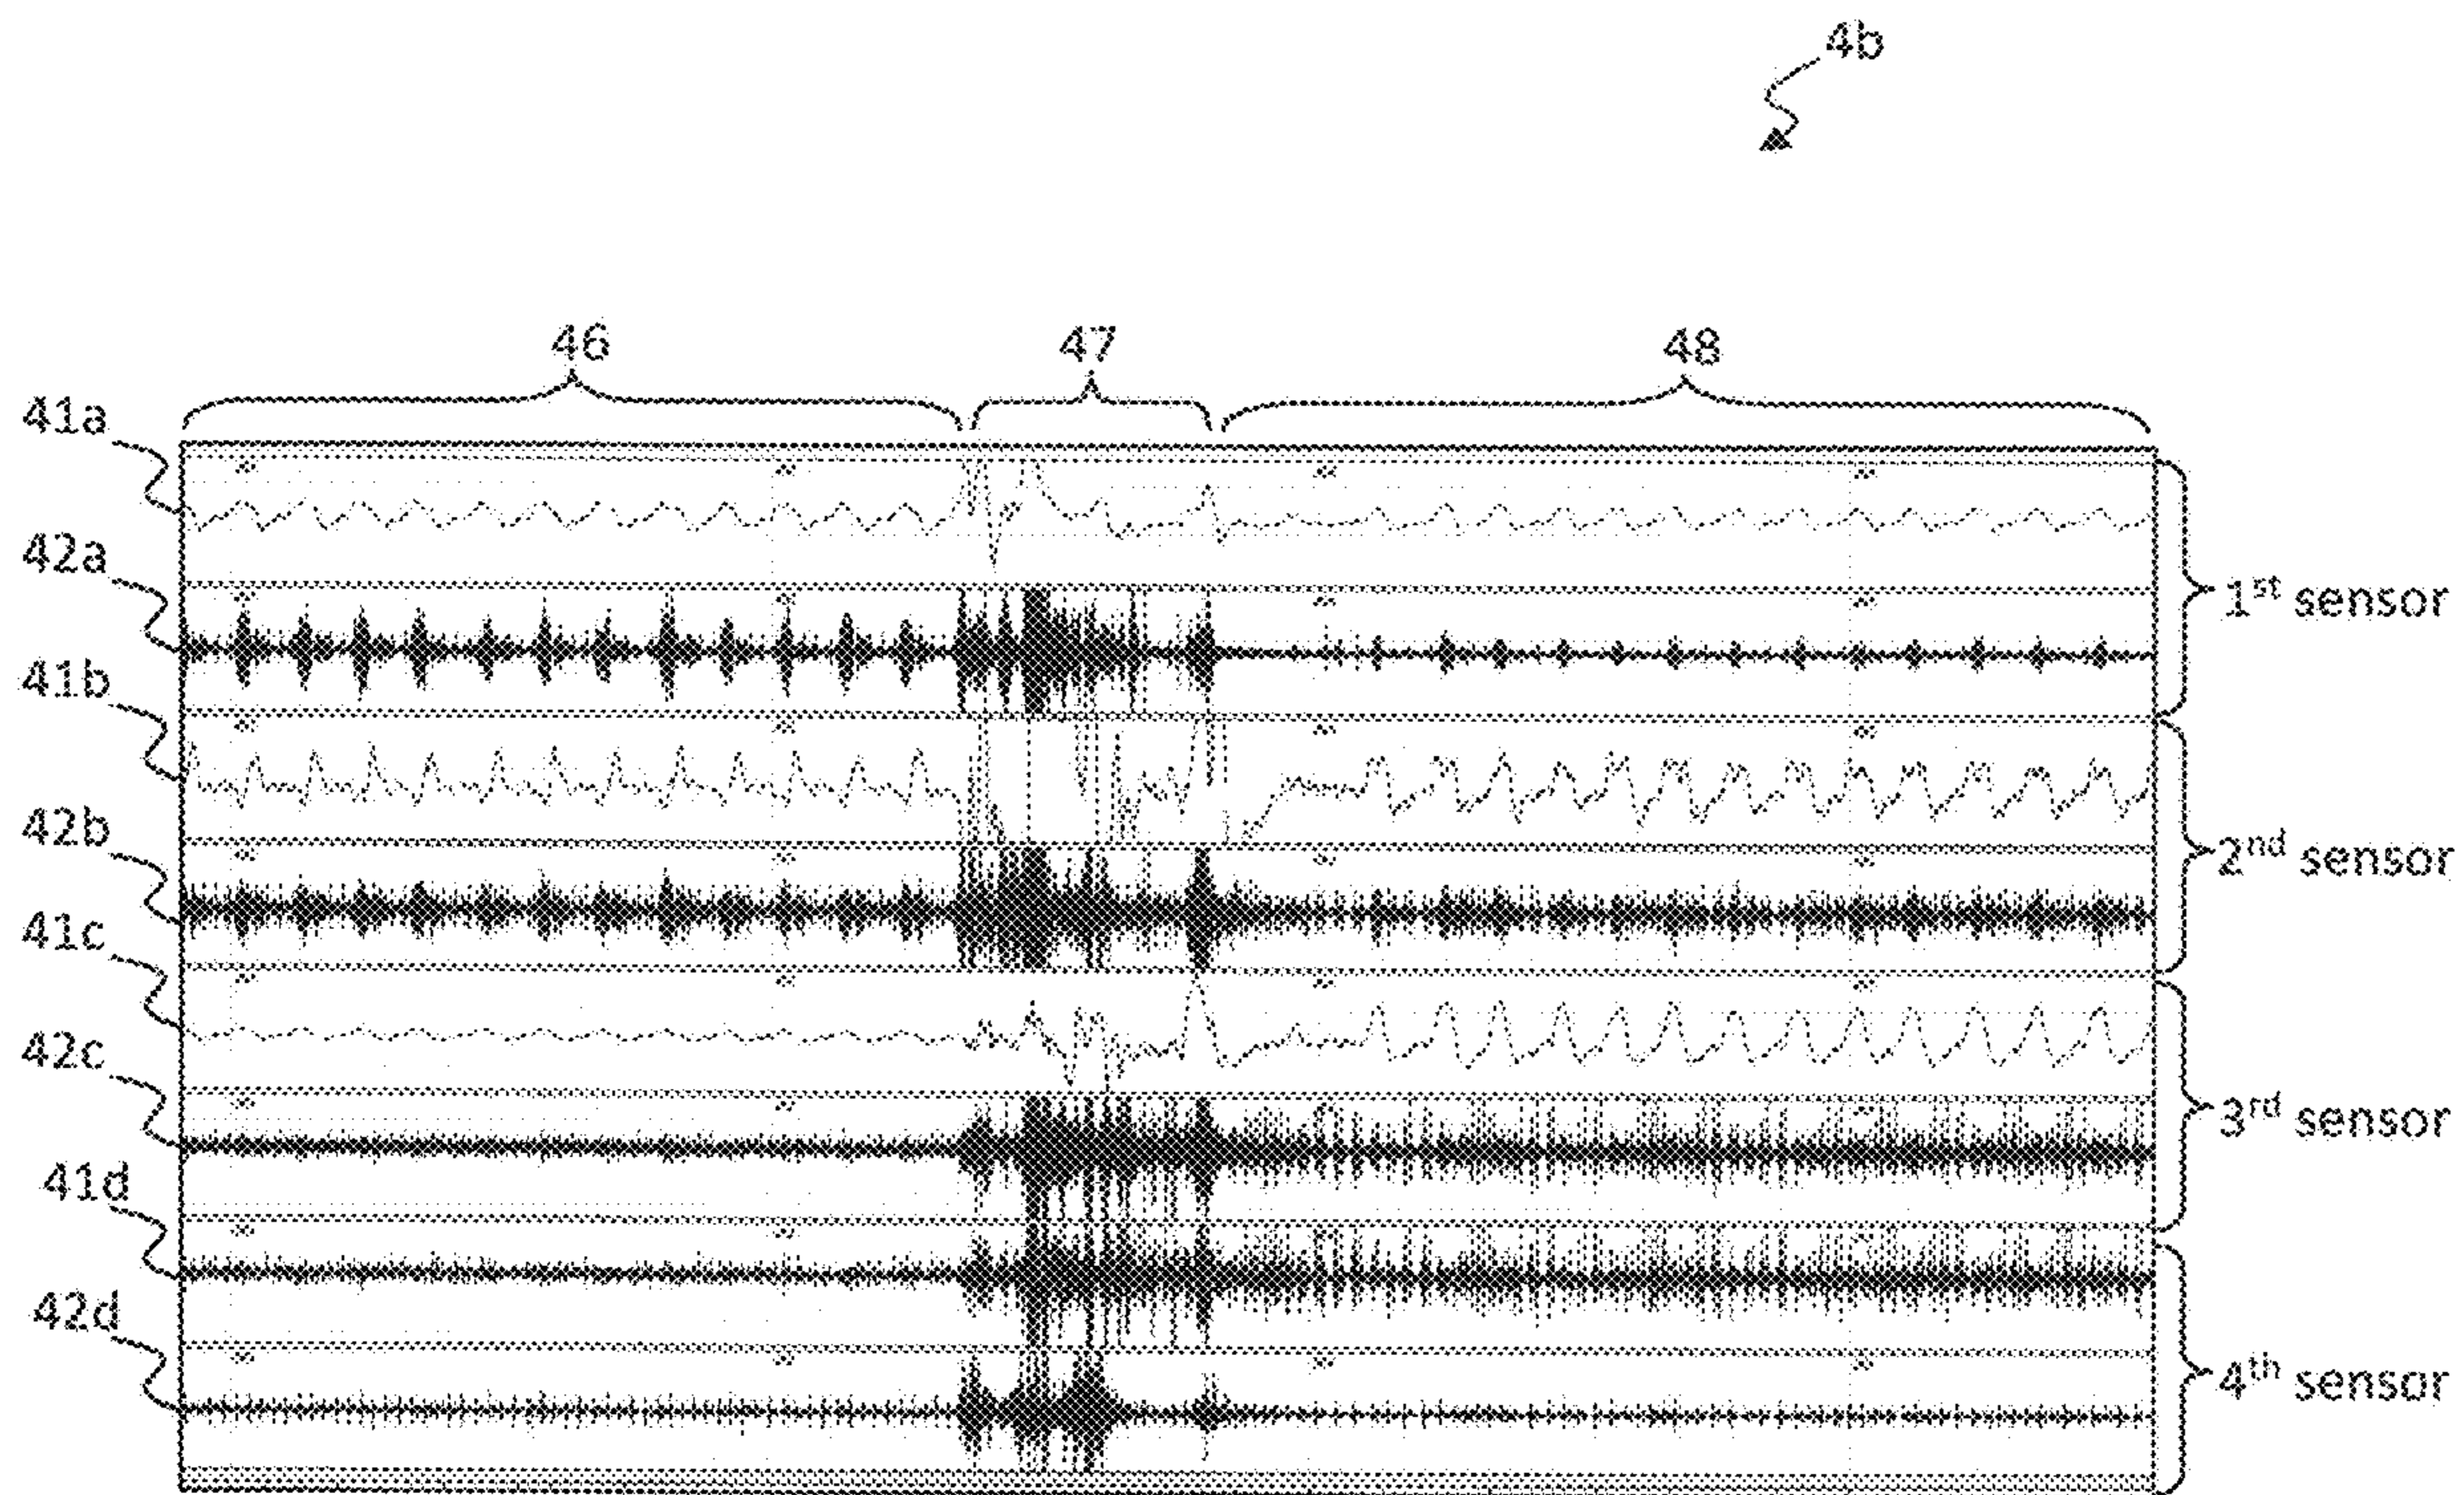 4b
46 47 48
41a
42a
1st sensor
41b
42b
2nd sensor
41c
42c
3rd sensor
41d
42d
4th sensor